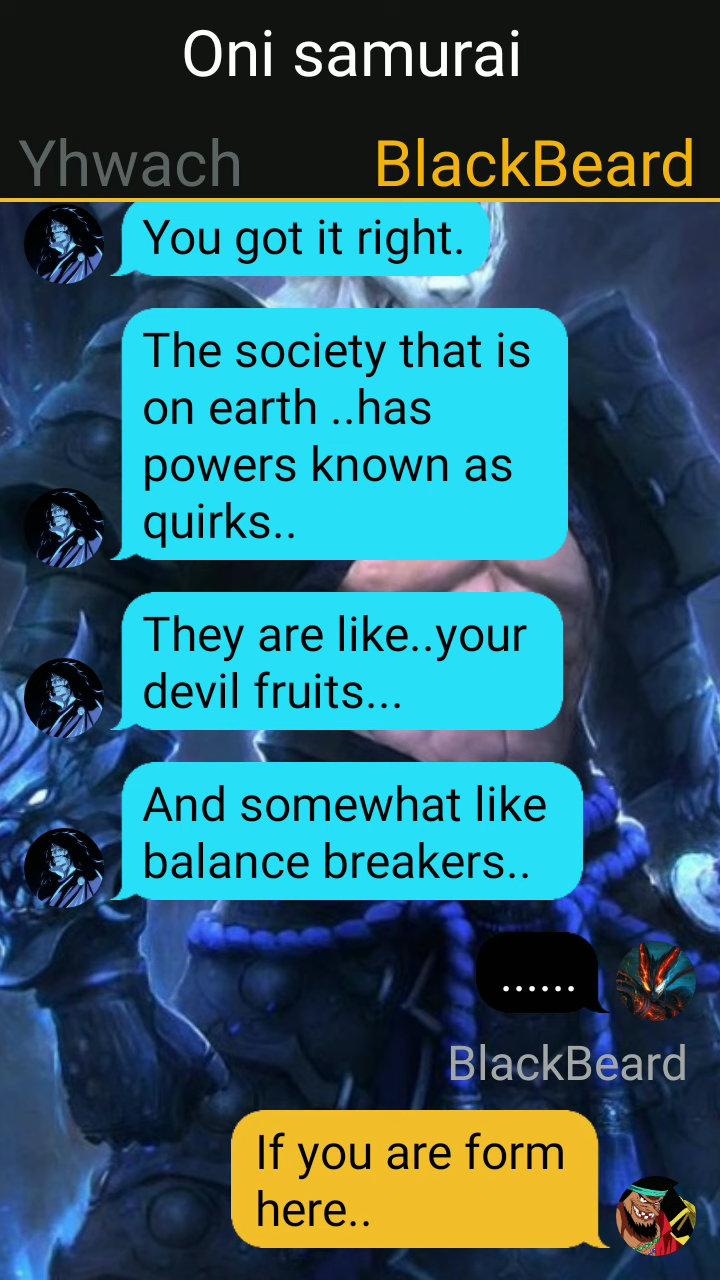 Oni samurai
Yhwach
BlackBeard
You got it right.
The society that is
on earth ..has
powers known as
quirks..
They are like..your
devil fruits...
And somewhat like
balance breakers..
......
BlackBeard
If you are form
here..